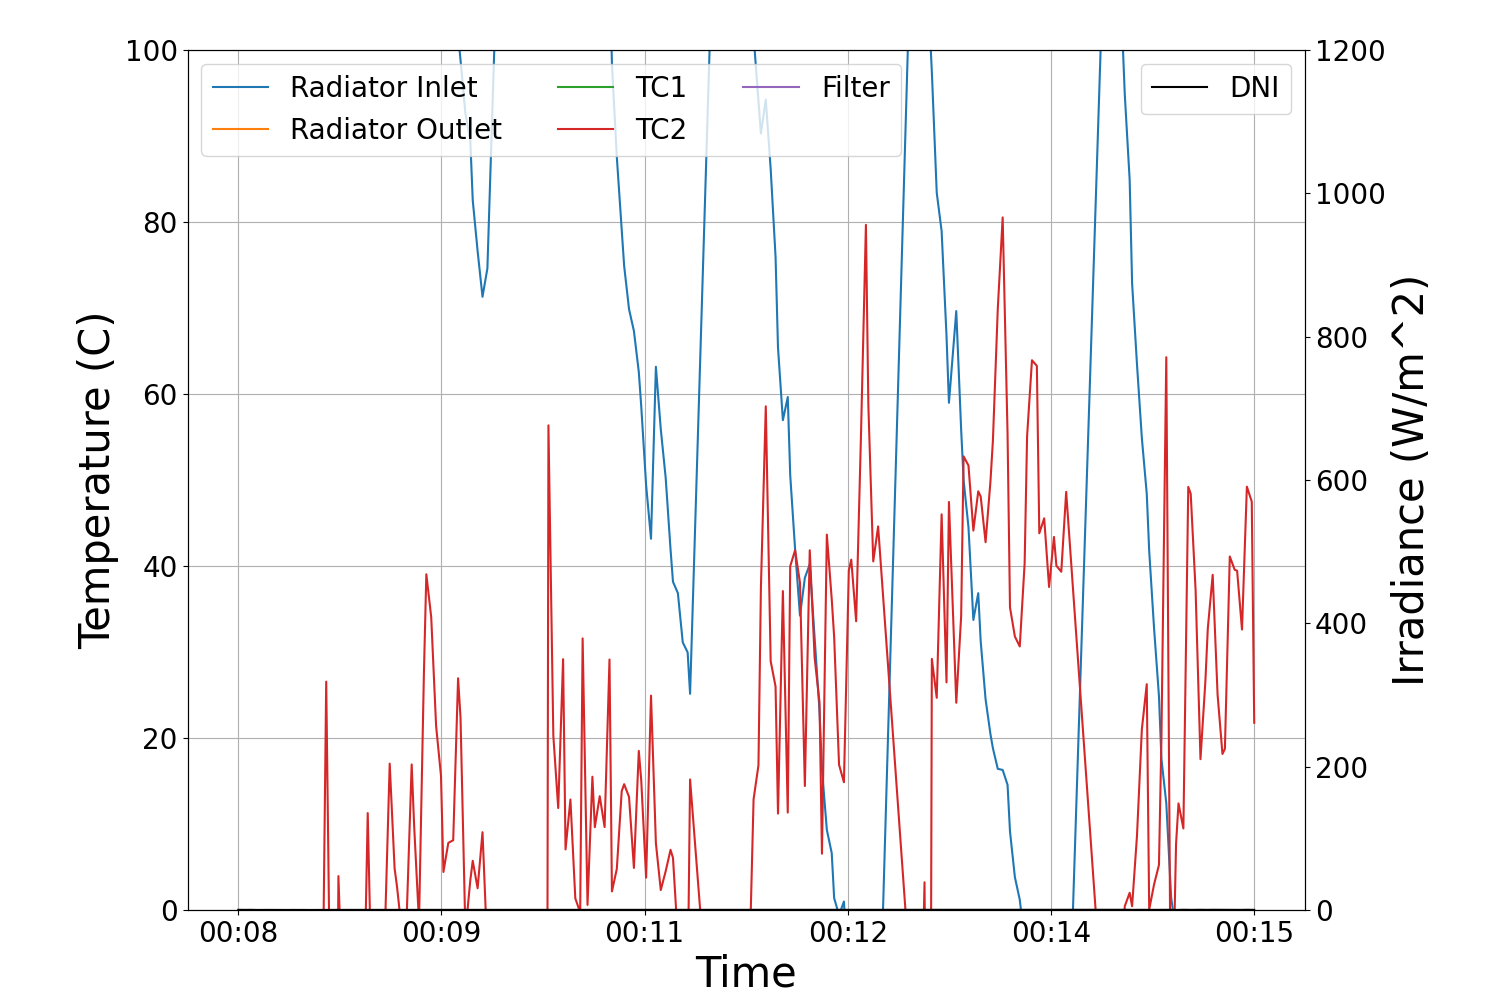 100
80
60
40
20
0
Temperature (C)
Radiator Inlet
Radiator Outlet
TC1
TC2
Filter
DNI
1200
1000
800
600
400
200
0
Irradiance (W/m^2)
00:08
00:09
00:11
00:12
00:14
00:15
Time